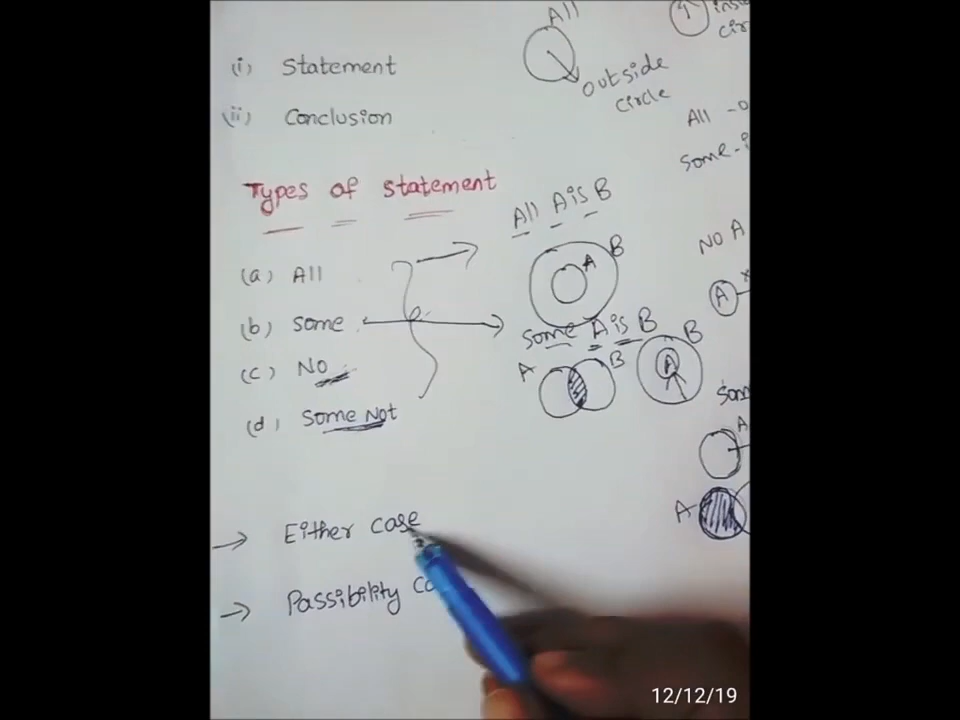 (i) Statement
(ii) Conclusion
Types of Statement
(a) All
(b) Some
(c) No
(d) Some Not
→ Either case
→ Passibility
All
outside
circle
All A is B
A B
Some A is B
A B
A B
All -
Some -
No A
A
A
A
12/12/19